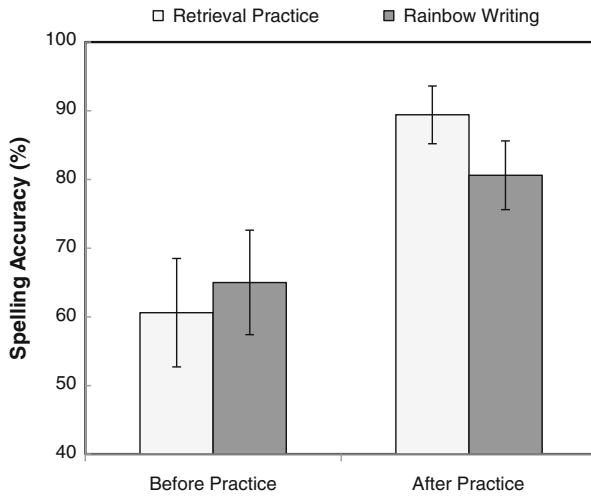 Retrieval Practice Rainbow Writing
100
90
80
70
60
50
40
Spelling Accuracy (%)
Before Practice After Practice